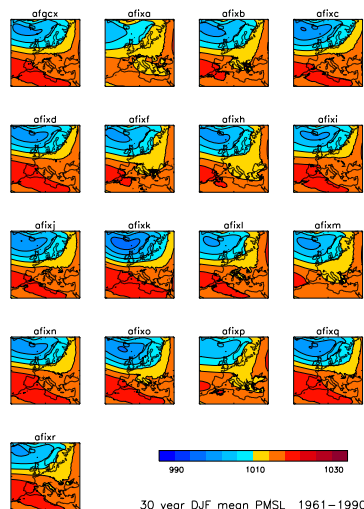 afgcx afixa afixb afixc
afixd afixf afixh afixi
afixj afixk afixl afixm
afixn afixo afixp afixq
afixr
990 1010 1030
30 year DJF mean PMSL 1961-1990